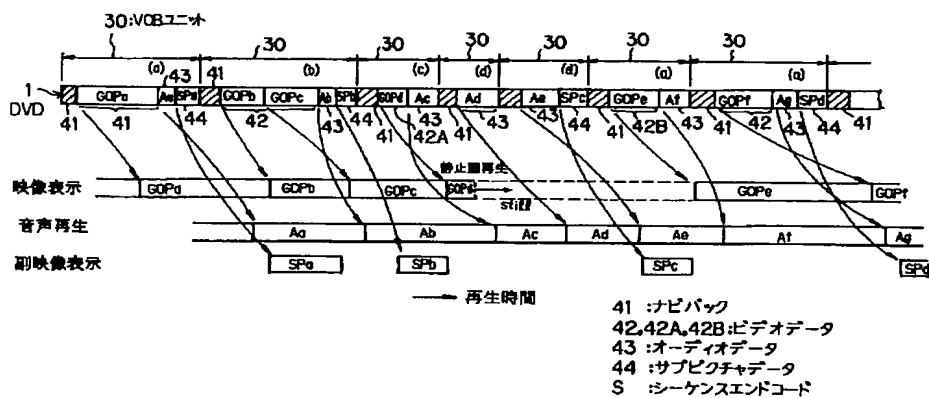 30:VOBユニット
30 30 30 30 30 30
(a) 43 41 (b) (c) (d) (d) (a) (a)
1
DVD
GOPa Aa SPa GOPb GOPc Ab SPb GOPd Ac Ad Ae SPc GOPe Af GOPf Ag SPd
41 41 44 42 43 44 42A 43 41 43 41 43 44 41 42B 43 41 42 43 44 41
静止画再生
映像表示 GOPa GOPb GOPc GOPd still GOPe GOPf
音声再生 Aa Ab Ac Ad Ae Af Ag
副映像表示 SPa SPb SPc SPd
再生時間
41 :ナビパック
42,42A,42B:ビデオデータ
43 :オーディオデータ
44 :サブピクチャデータ
S :シーケンスエンドコード